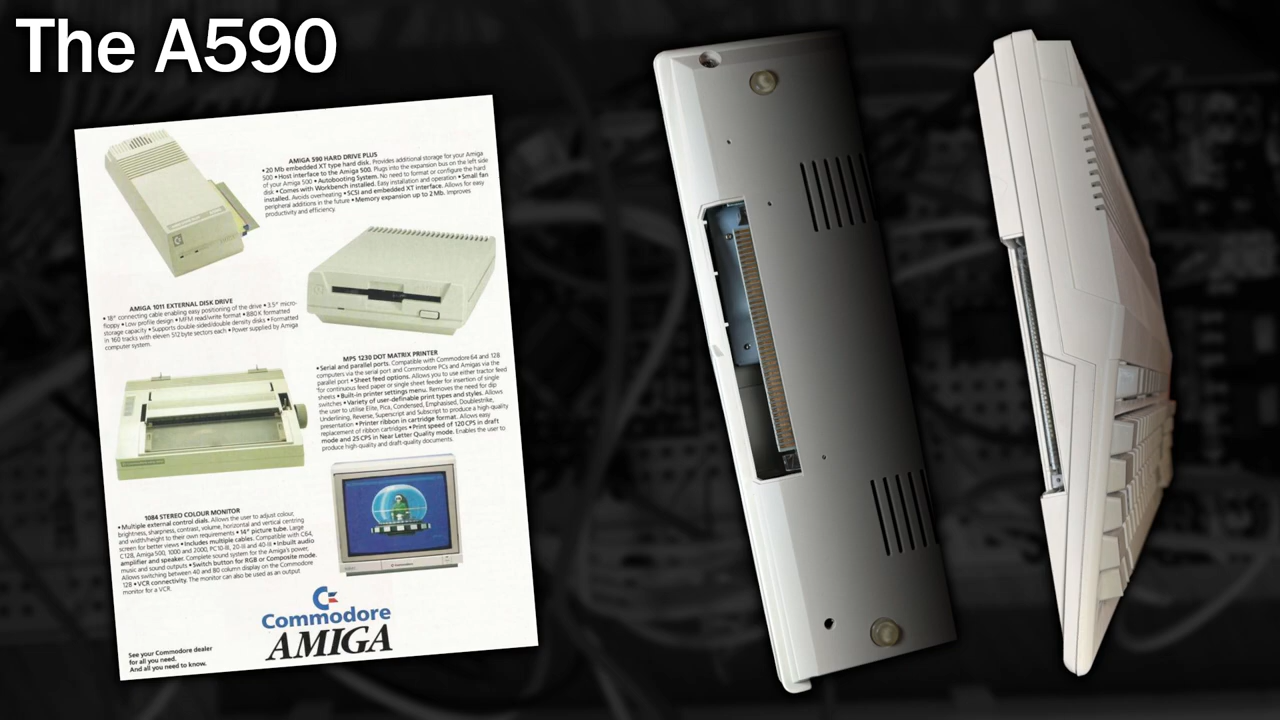 The A590
AMIGA 590 HARD DRIVE PLUS
• 20 Mb embedded XT type hard disk. Provides additional storage for your Amiga
500 • Host interface to the Amiga 500. Plugs into the expansion bus on the left side
of your Amiga 500 • Autobooting System. No need to format or configure the hard
disk • Comes with Workbench installed. Easy installation and operation • Small fan
installed. Avoids overheating • SCSI and embedded XT interface. Allows for easy
peripheral additions in the future • Memory expansion up to 2 Mb. Improves
productivity and efficiency.
AMIGA 1011 EXTERNAL DISK DRIVE
• 18" connecting cable enabling easy positioning of the drive • 3.5" micro-
floppy • Low profile design • MFM read/write format • 880 K formatted
storage capacity • Supports double sided/double density disks • Formatted
in 160 tracks with eleven 512 byte sectors each • Power supplied by Amiga
computer system.
MPS 1230 DOT MATRIX PRINTER
• Serial and parallel ports. Compatible with Commodore 64 and 128
computers via the serial port and Commodore PCs and Amigas via the
parallel port • Sheet feed options. Allows you to use either tractor feed
for continuous feed paper or single sheet feeder for insertion of single
sheets • Built-in printer settings menu. Removes the need for dip
switches • Variety of user-definable print types and styles. Allows
the user to utilise Elite, Pica, Condensed, Emphasised, Doublestrike,
Underlining, Reverse, Superscript and Subscript to produce a high-quality
presentation • Printer ribbon in cartridge format. Allows easy
replacement of ribbon cartridges • Print speed of 120 CPS in draft
mode and 25 CPS in Near Letter Quality mode. Enables the user to
produce high-quality and draft-quality documents.
1084 STEREO COLOUR MONITOR
• Multiple external control dials. Allows the user to adjust colour,
brightness, sharpness, contrast, volume, horizontal and vertical centring
and width/height to their own requirements • 14" picture tube. Large
screen for better views • Includes multiple cables. Compatible with C64,
C128, Amiga 500, 1000 and 2000, PC 10-III, 20-III and 40-III • Inbuilt audio
amplifier and speaker. Complete sound system for the Amiga's power,
music and sound outputs • Switch button for RGB or Composite mode.
Allows switching between 40 and 80 column display on the Commodore
128 • VCR connectivity. The monitor can also be used as an output
monitor for a VCR.
Commodore
AMIGA
See your Commodore dealer
for all you need.
And all you need to know.